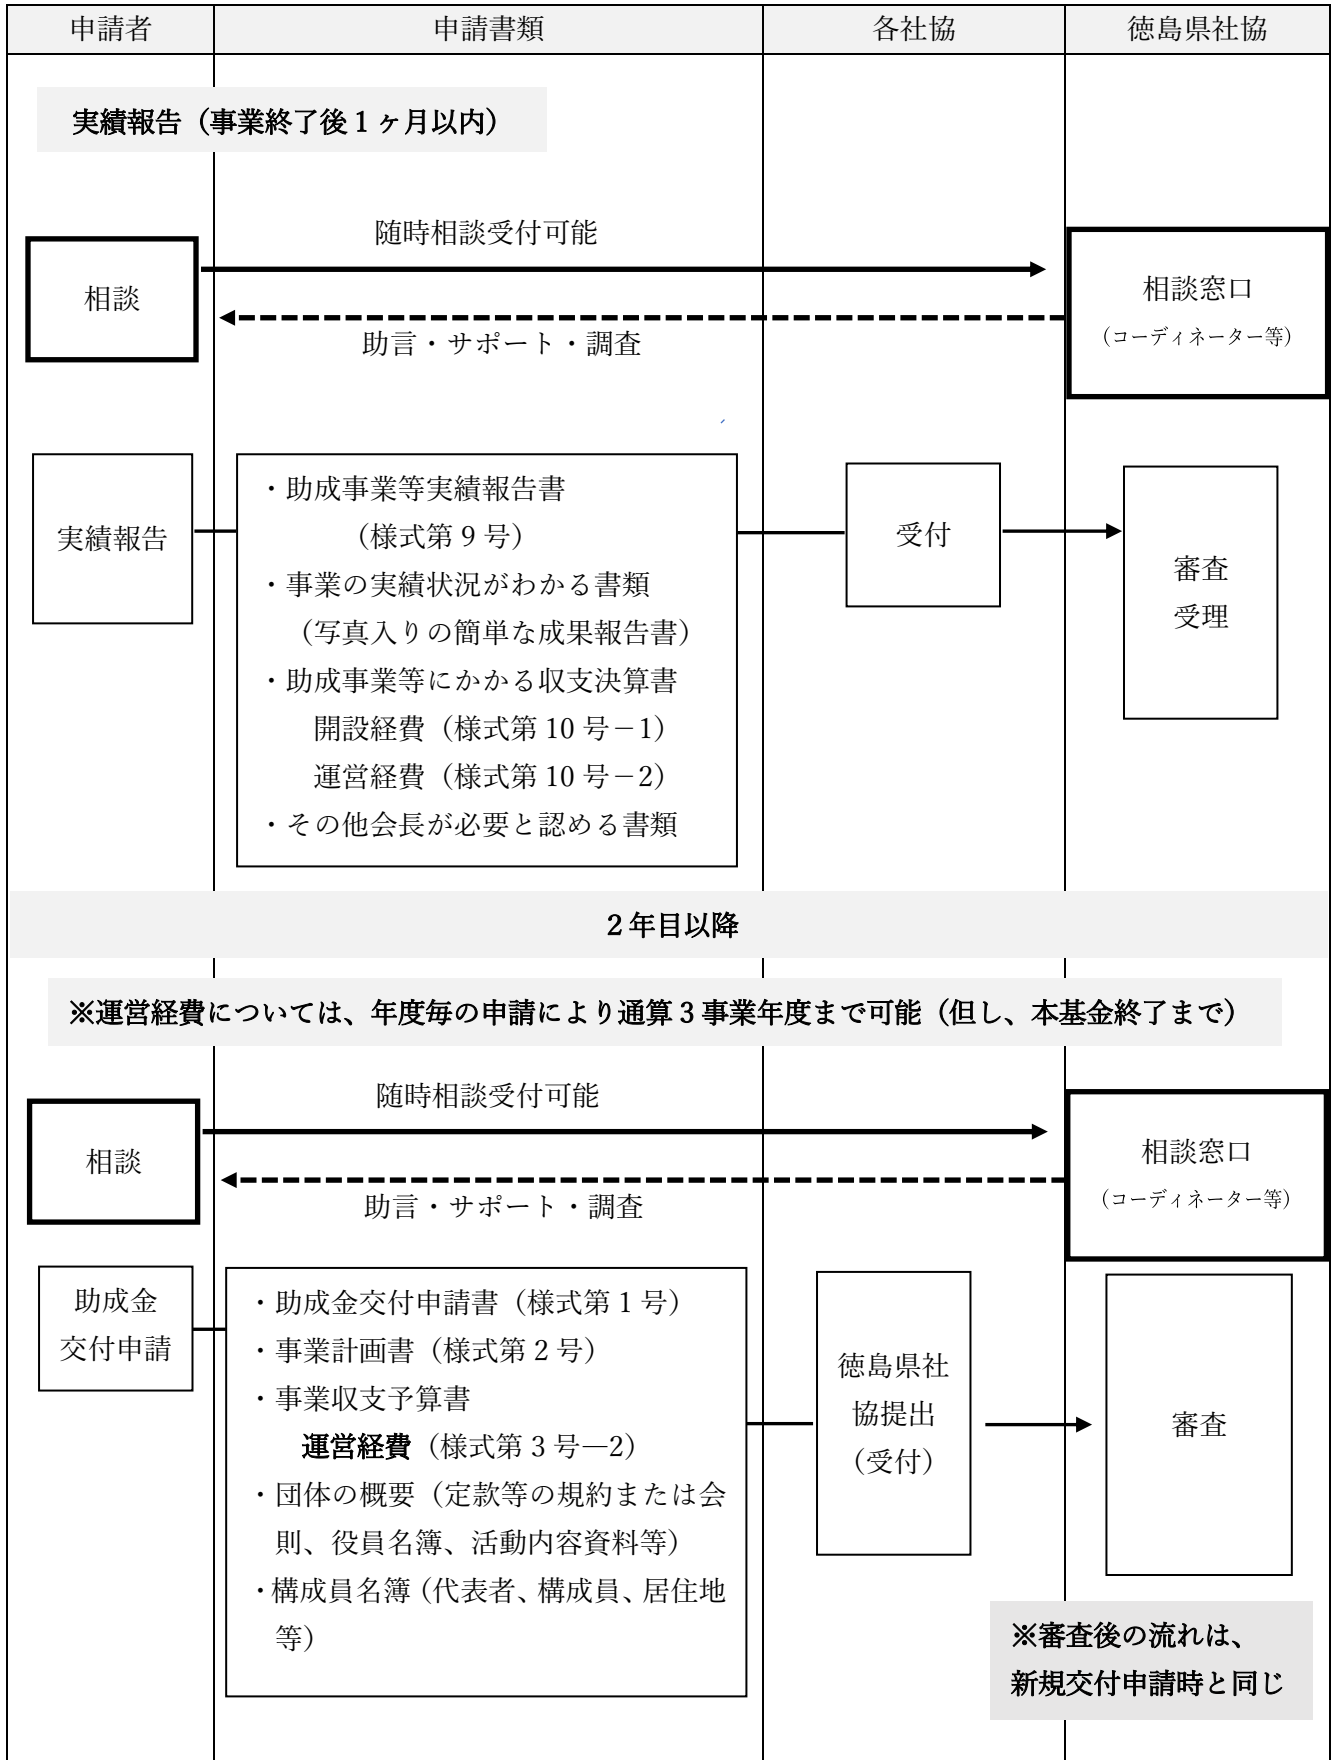 申請者
申請書類
各社協
徳島県社協
実績報告（事業終了後１ヶ月以内）
随時相談受付可能
相談
相談窓口
（コーディネーター等）
助言・サポート・調査
実績報告
・助成事業等実績報告書
（様式第９号）
・事業の実績状況がわかる書類
（写真入りの簡単な成果報告書）
・助成事業等にかかる収支決算書
開設経費（様式第 10 号－1）
運営経費（様式第 10 号－2）
・その他会長が必要と認める書類
受付
審査
受理
２年目以降
※運営経費については、年度毎の申請により通算３事業年度まで可能（但し、本基金終了まで）
随時相談受付可能
相談
相談窓口
（コーディネーター等）
助言・サポート・調査
助成金
交付申請
・助成金交付申請書（様式第１号）
・事業計画書（様式第２号）
・事業収支予算書
運営経費（様式第３号―2）
・団体の概要（定款等の規約または会
則、役員名簿、活動内容資料等）
・構成員名簿（代表者、構成員、居住地
等）
徳島県社
協提出
（受付）
審査
※審査後の流れは、
新規交付申請時と同じ